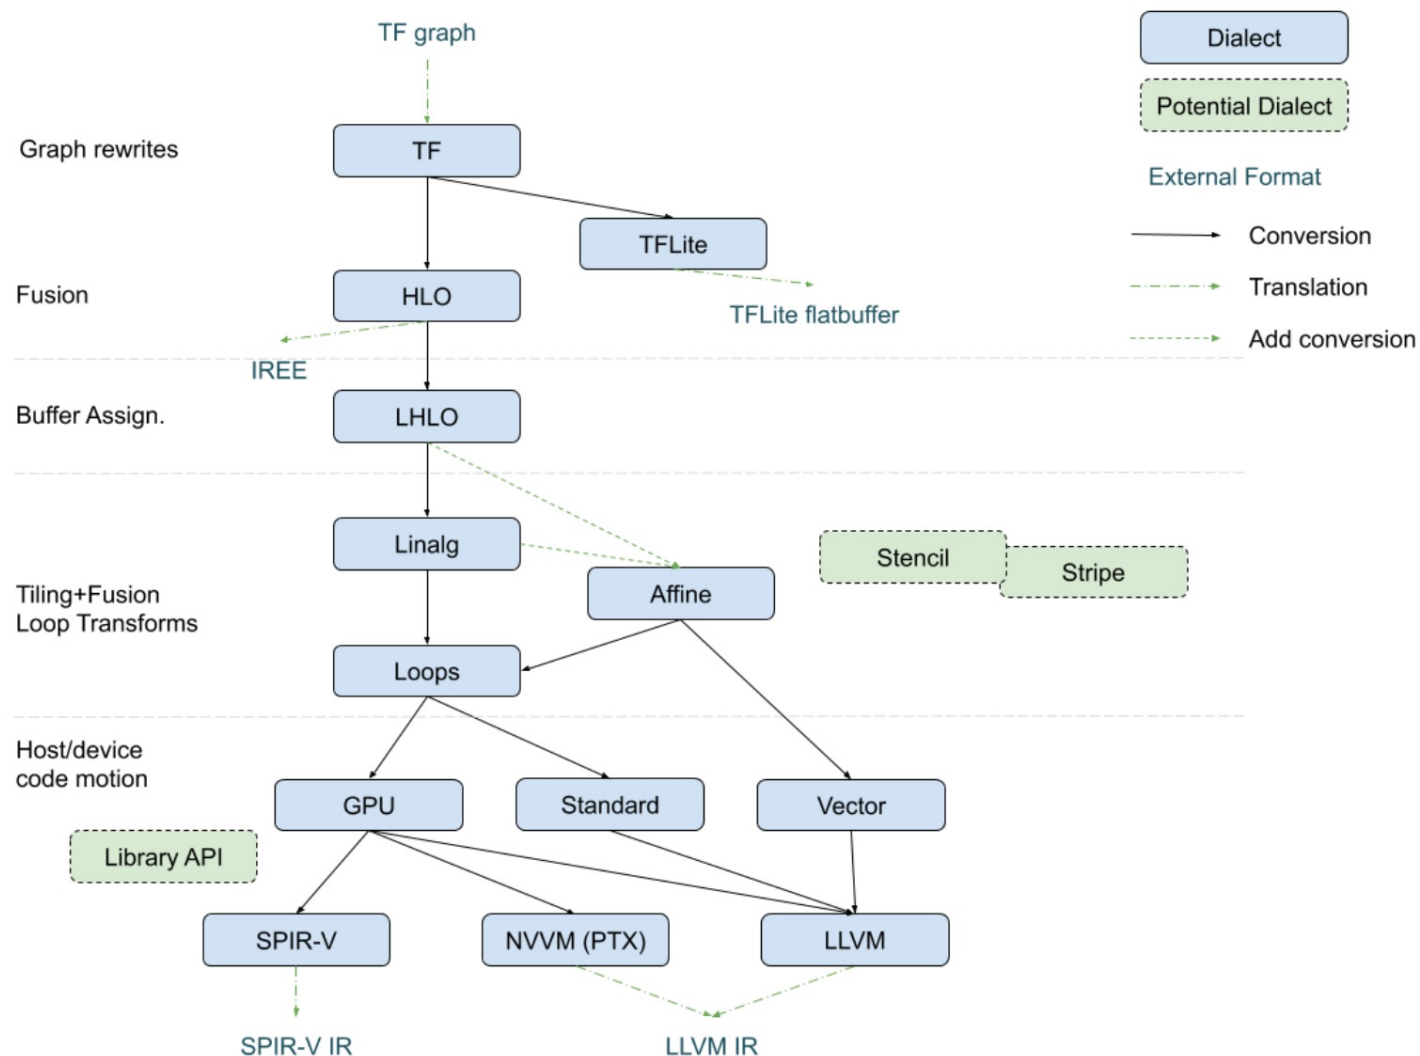 TF graph
Dialect
Potential Dialect
Graph rewrites
TF
External Format
TFLite
Conversion
Fusion
HLO
TFLite flatbuffer
Translation
IREE
Add conversion
Buffer Assign.
LHLO
Linalg
Stencil
Stripe
Tiling+Fusion
Loop Transforms
Affine
Loops
Host/device
code motion
GPU
Standard
Vector
Library API
SPIR-V
NVVM (PTX)
LLVM
SPIR-V IR
LLVM IR